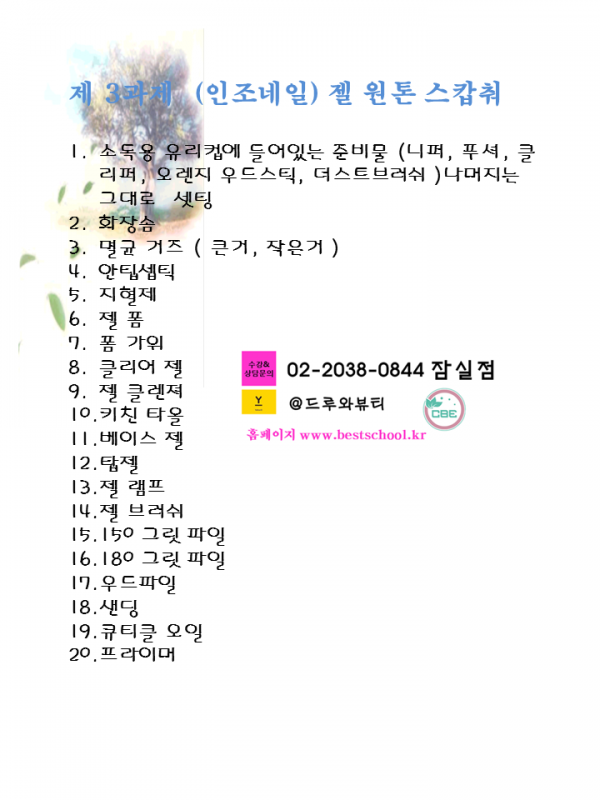 제 3과제 (인조네일) 젤 원톤 스캅춰
1. 소독용 유리컵에 들어있는 준비물 (니퍼, 푸셔, 클
리퍼, 오렌지 우드스틱, 더스트브러쉬 )나머지는
그대로 셋팅
2. 화장솜
3. 멸균 거즈 ( 큰거, 작은거 )
4. 안팁셉틱
5. 지혈제
6. 젤 폼
7. 폼 가위
8. 클리어 젤
9. 젤 클렌져
10.키친 타올
11.베이스 젤
12.탑젤
13.젤 램프
14.젤 브러쉬
15.150 그릿 파일
16.180 그릿 파일
17.우드파일
18.샌딩
19.큐티클 오일
20.프라이머
수강&
상담문의
02-2038-0844 잠실점
Y
@드루와뷰티
CBE
홈페이지 www.bestschool.kr